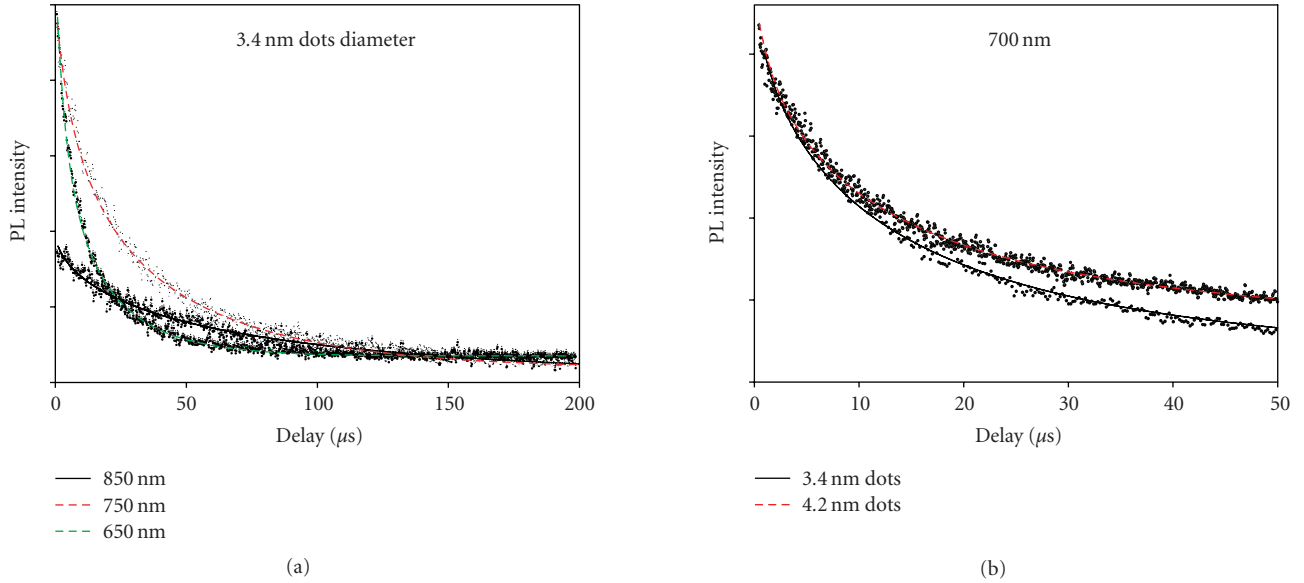 3.4 nm dots diameter
PL intensity
0 50 100 150 200
Delay (μs)
850 nm
750 nm
650 nm
(a)
700 nm
PL intensity
0 10 20 30 40 50
Delay (μs)
3.4 nm dots
4.2 nm dots
(b)